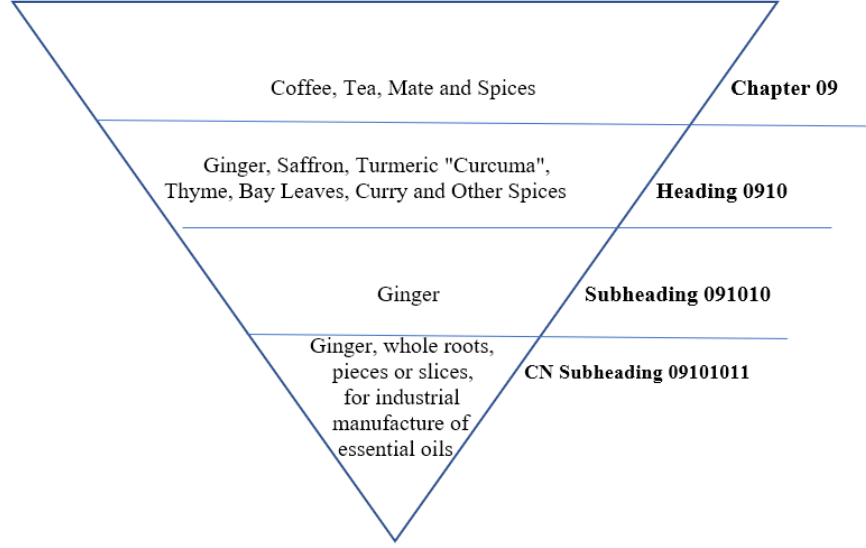 Coffee, Tea, Mate and Spices
Chapter 09
Ginger, Saffron, Turmeric "Curcuma",
Thyme, Bay Leaves, Curry and Other Spices
Heading 0910
Ginger
Subheading 091010
Ginger, whole roots,
pieces or slices,
for industrial
manufacture of
essential oils
CN Subheading 09101011